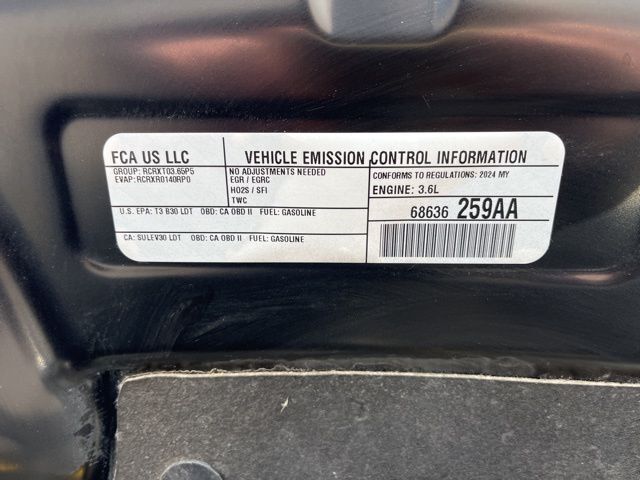 FCA US LLC
GROUP: RCRXT03.65P5
EVAP: RCRXR0140RP0
VEHICLE EMISSION CONTROL INFORMATION
NO ADJUSTMENTS NEEDED
EGR / EGRC
HO2S / SFI
TWC
CONFORMS TO REGULATIONS: 2024 MY
ENGINE: 3.6L
U.S. EPA: T3 B30 LDT OBD: CA OBD II FUEL: GASOLINE
CA: SULEV30 LDT OBD: CA OBD II FUEL: GASOLINE
68636 259AA